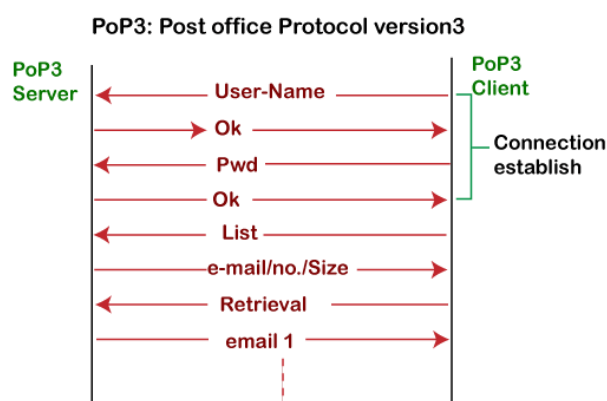 PoP3: Post office Protocol version3
PoP3
Server
PoP3
Client
User-Name
Ok
Pwd
Ok
Connection
establish
List
e-mail/no./Size
Retrieval
email 1